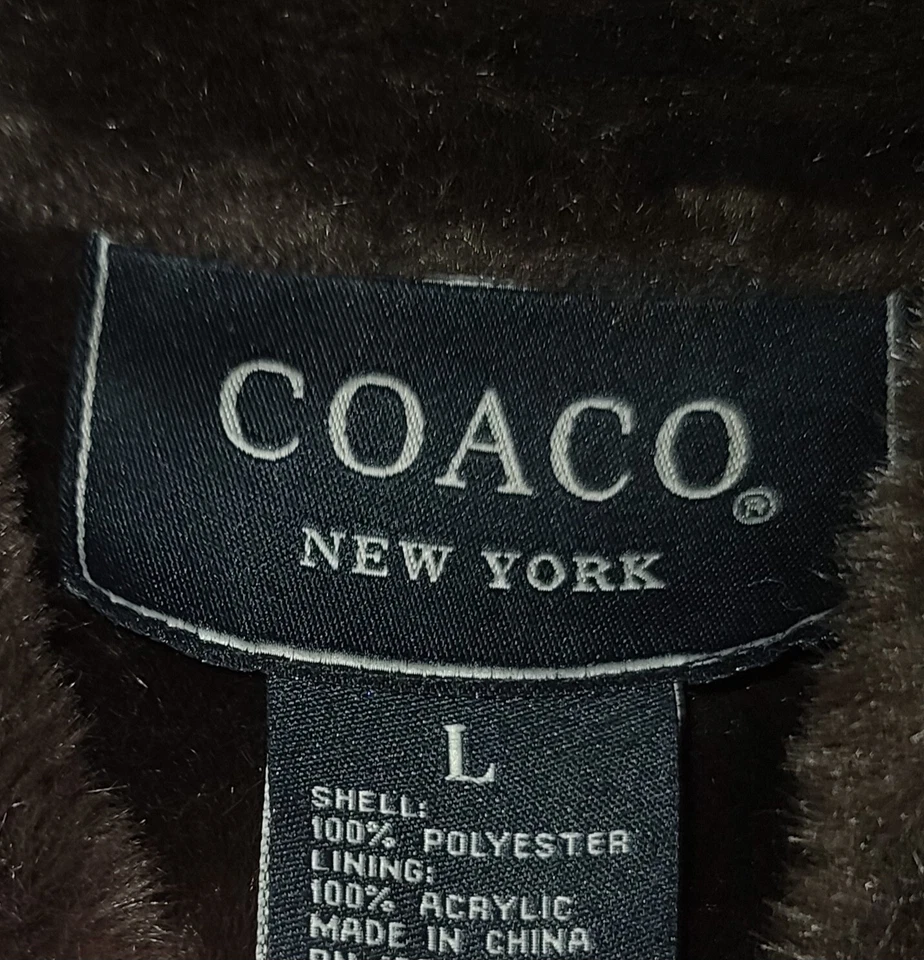 COACO®
NEW YORK
L
SHELL:
100% POLYESTER
LINING:
100% ACRYLIC
MADE IN CHINA